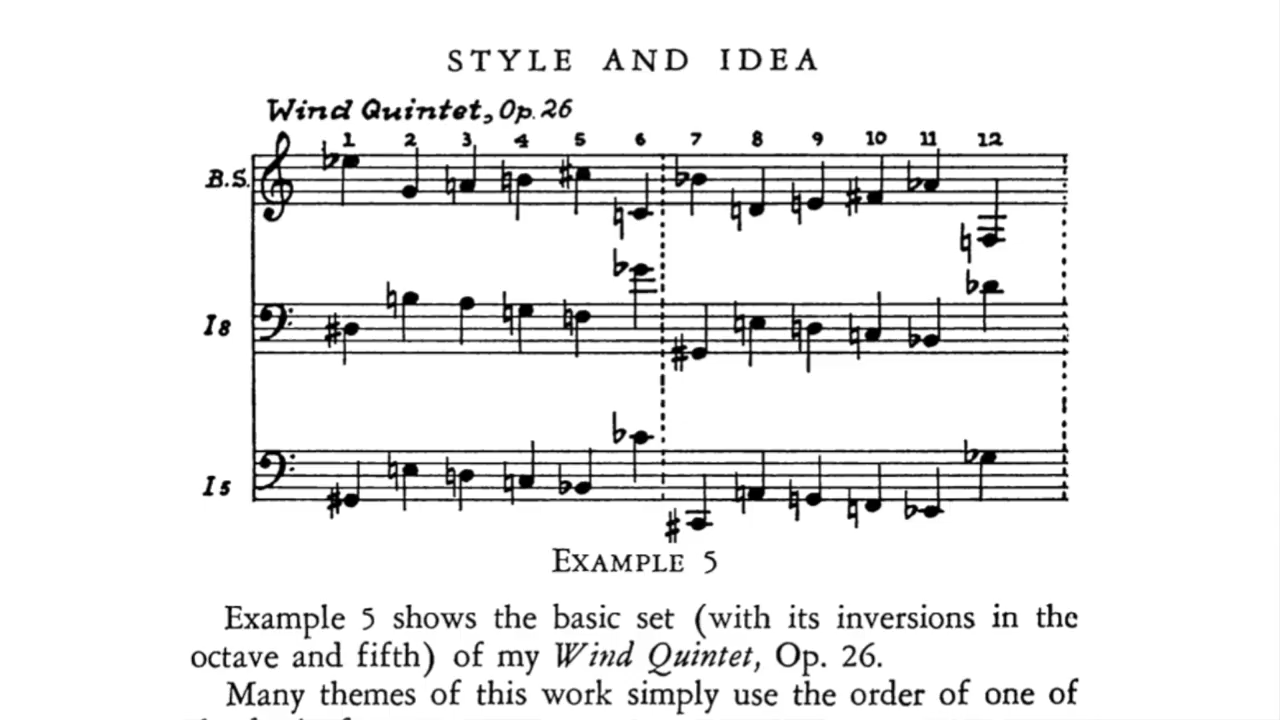 STYLE AND IDEA
Wind Quintet, Op. 26
1 2 3 4 5 6 7 8 9 10 11 12
B.S.
I8
I5
EXAMPLE 5
Example 5 shows the basic set (with its inversions in the
octave and fifth) of my Wind Quintet, Op. 26.
Many themes of this work simply use the order of one of